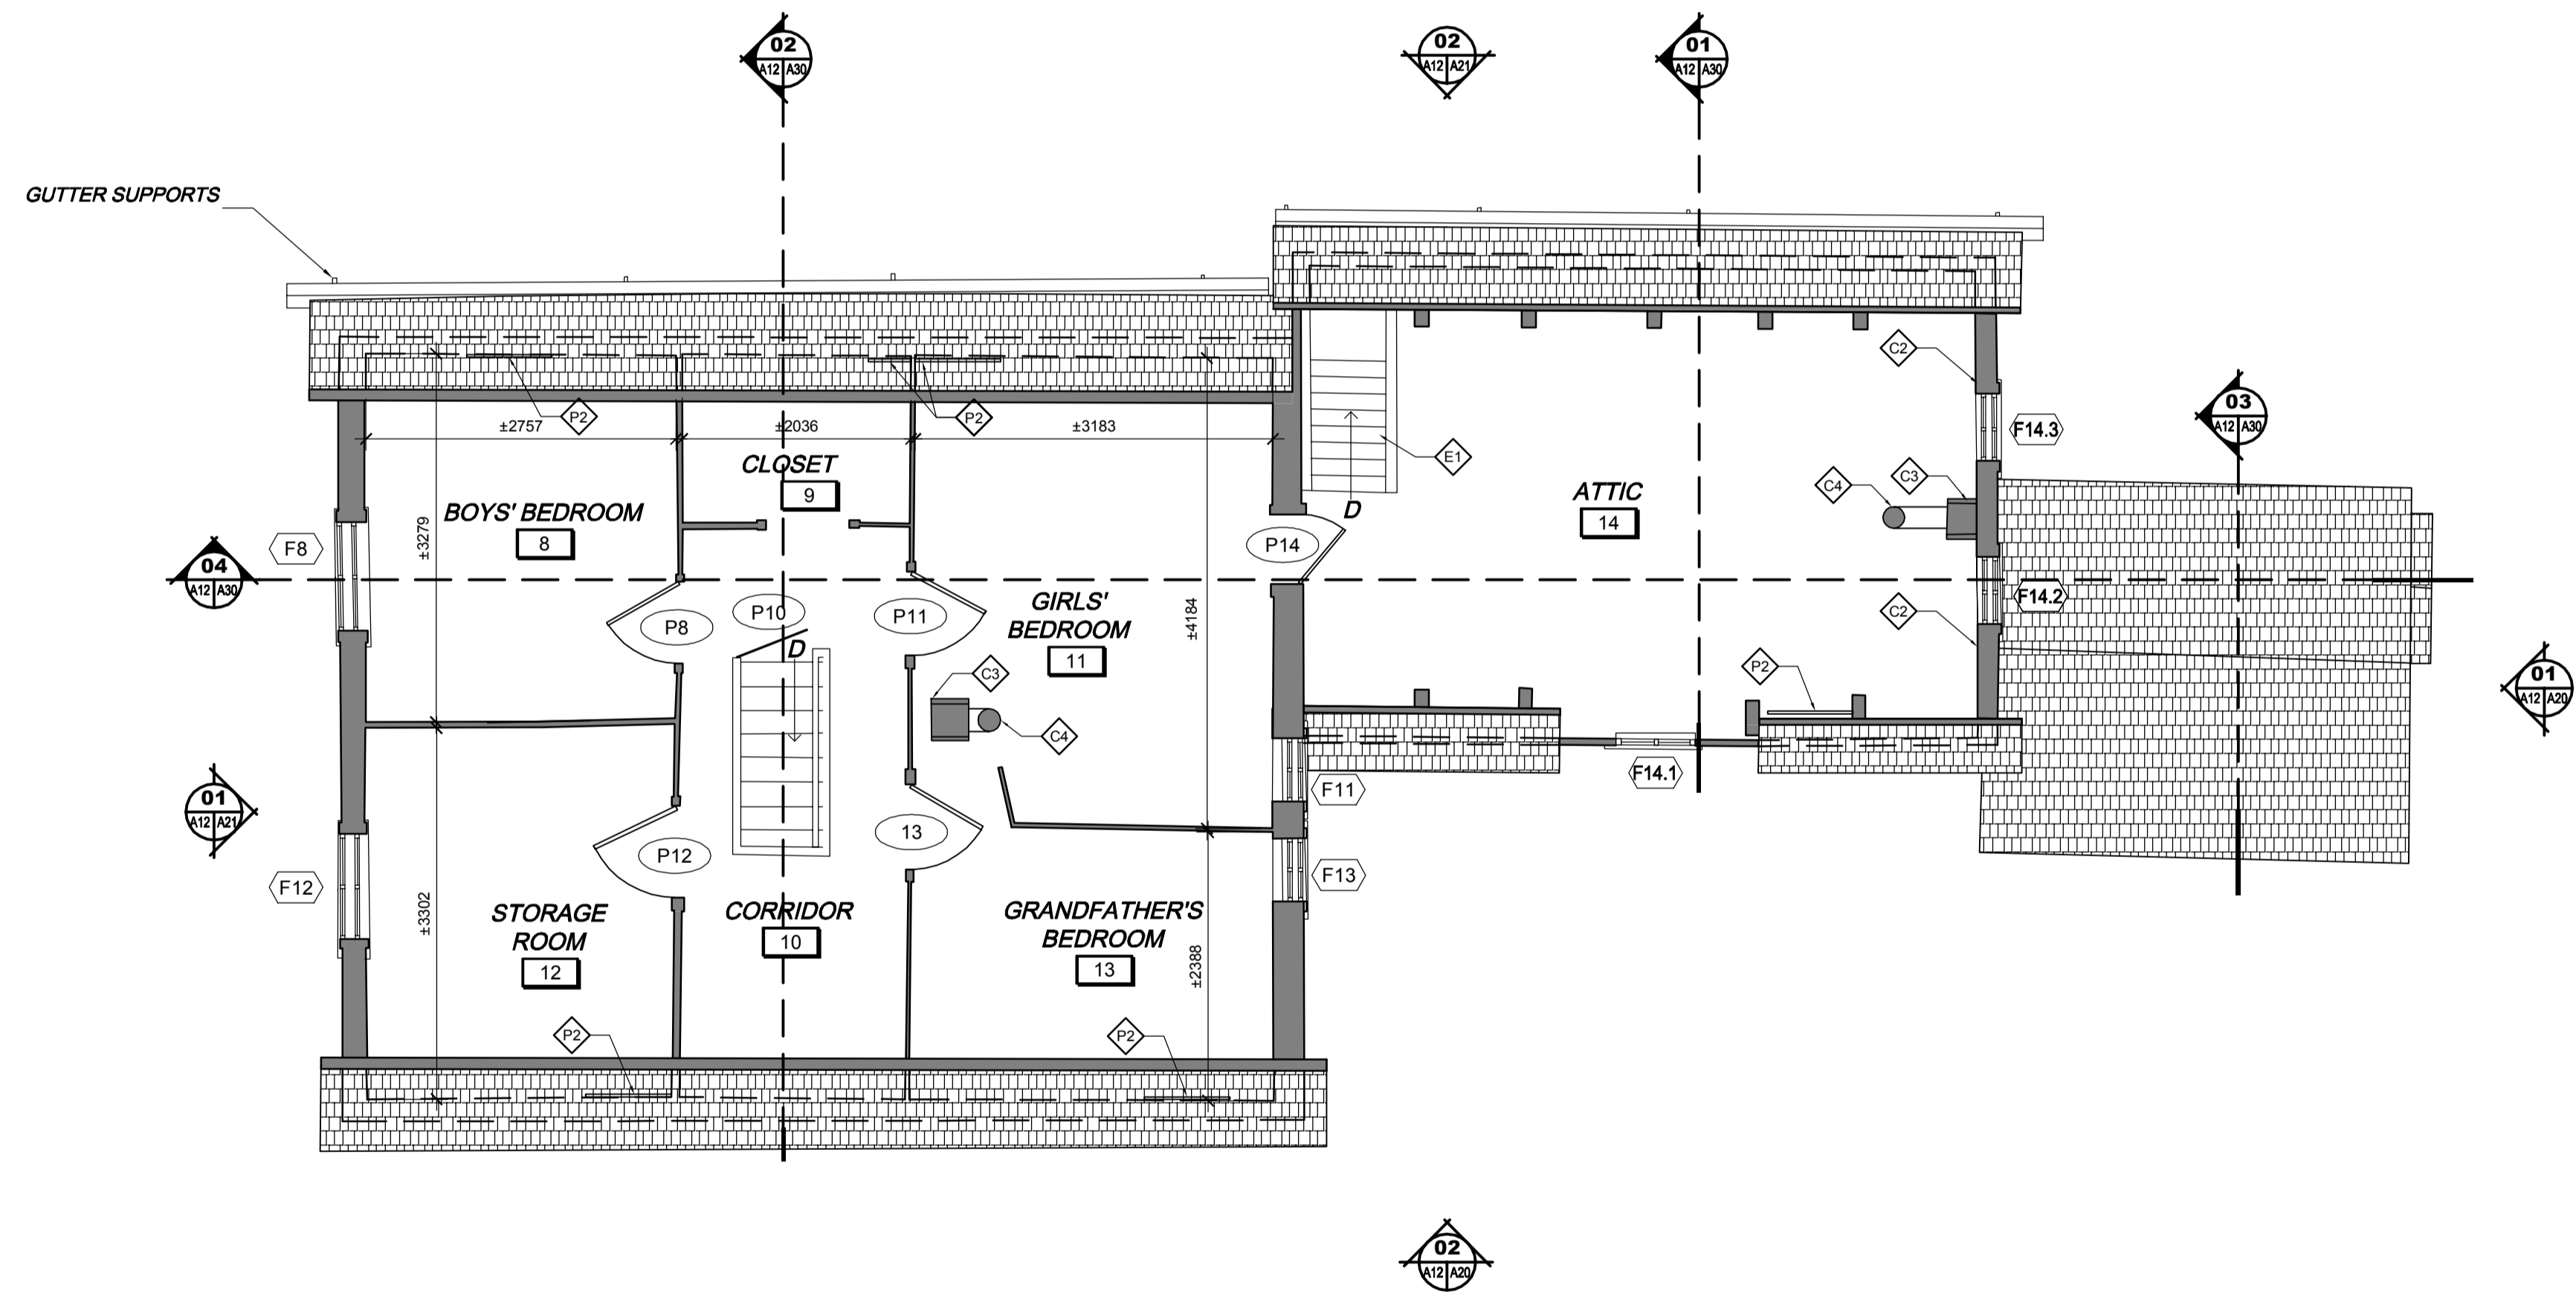 02
A12 A30
02
A12 A21
01
A12 A30
GUTTER SUPPORTS
C2
03
A12 A30
P2
P2
±2757
±2036
±3183
F14.3
E1
CLOSET
9
C4
C3
ATTIC
14
BOYS' BEDROOM
8
D
±3279
F8
P14
04
A12 A30
F14.2
GIRLS'
BEDROOM
11
P10
P11
P8
±4184
C2
D
P2
C3
01
A12 A20
C4
F14.1
F11
01
A12 A21
13
P12
F13
F12
±3302
STORAGE
ROOM
12
CORRIDOR
10
GRANDFATHER'S
BEDROOM
13
±2388
P2
P2
02
A12 A20